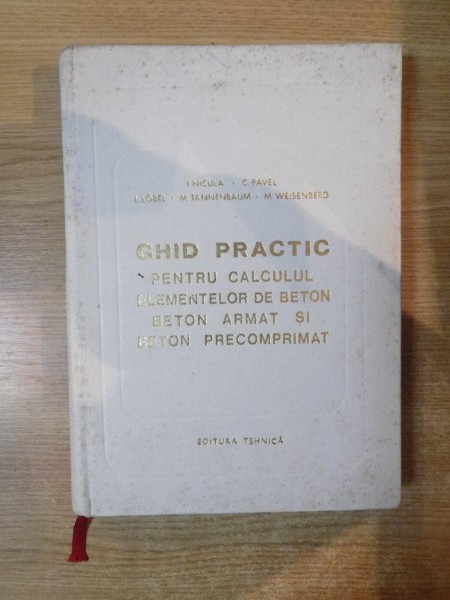 I. NICULA · C. PAVEL
I. LÖBEL · M. TANNENBAUM · M. WEISENBERG
GHID PRACTIC
PENTRU CALCULUL
ELEMENTELOR DE BETON
BETON ARMAT ȘI
BETON PRECOMPRIMAT
EDITURA TEHNICĂ